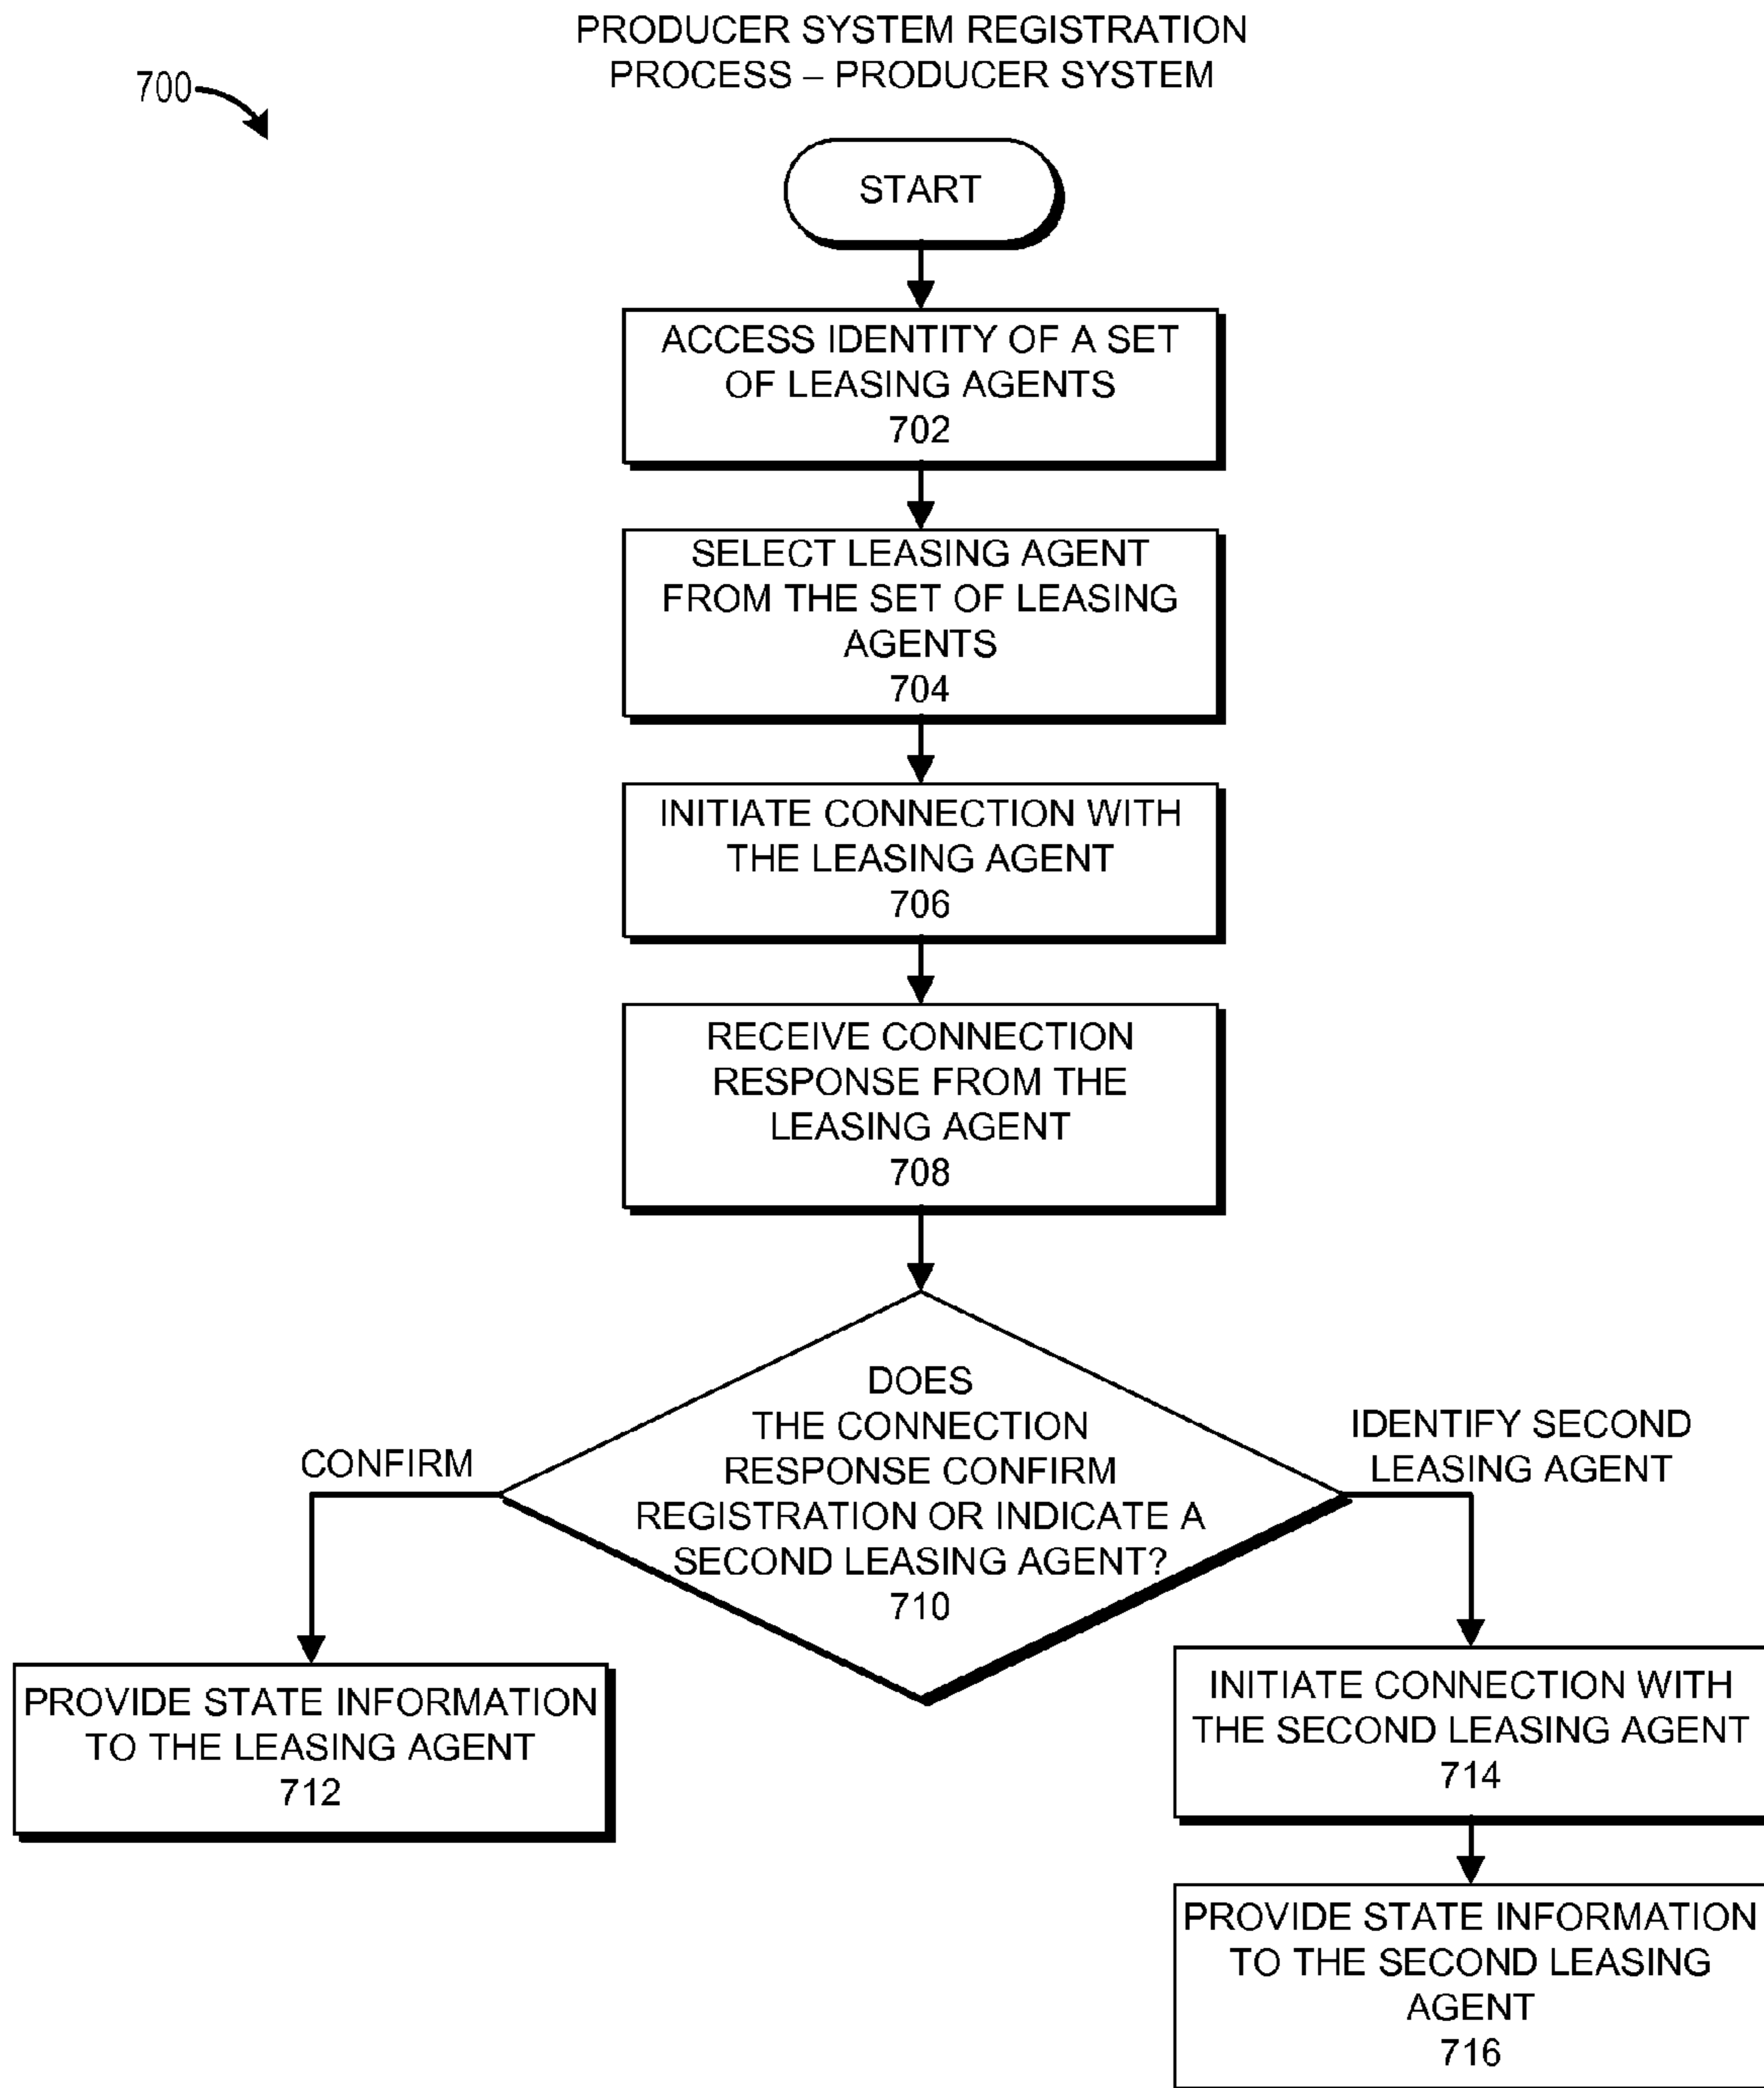 PRODUCER SYSTEM REGISTRATION
PROCESS – PRODUCER SYSTEM
700
START
ACCESS IDENTITY OF A SET
OF LEASING AGENTS
702
SELECT LEASING AGENT
FROM THE SET OF LEASING
AGENTS
704
INITIATE CONNECTION WITH
THE LEASING AGENT
706
RECEIVE CONNECTION
RESPONSE FROM THE
LEASING AGENT
708
DOES
THE CONNECTION
RESPONSE CONFIRM
REGISTRATION OR INDICATE A
SECOND LEASING AGENT?
710
CONFIRM
IDENTIFY SECOND
LEASING AGENT
PROVIDE STATE INFORMATION
TO THE LEASING AGENT
712
INITIATE CONNECTION WITH
THE SECOND LEASING AGENT
714
PROVIDE STATE INFORMATION
TO THE SECOND LEASING
AGENT
716